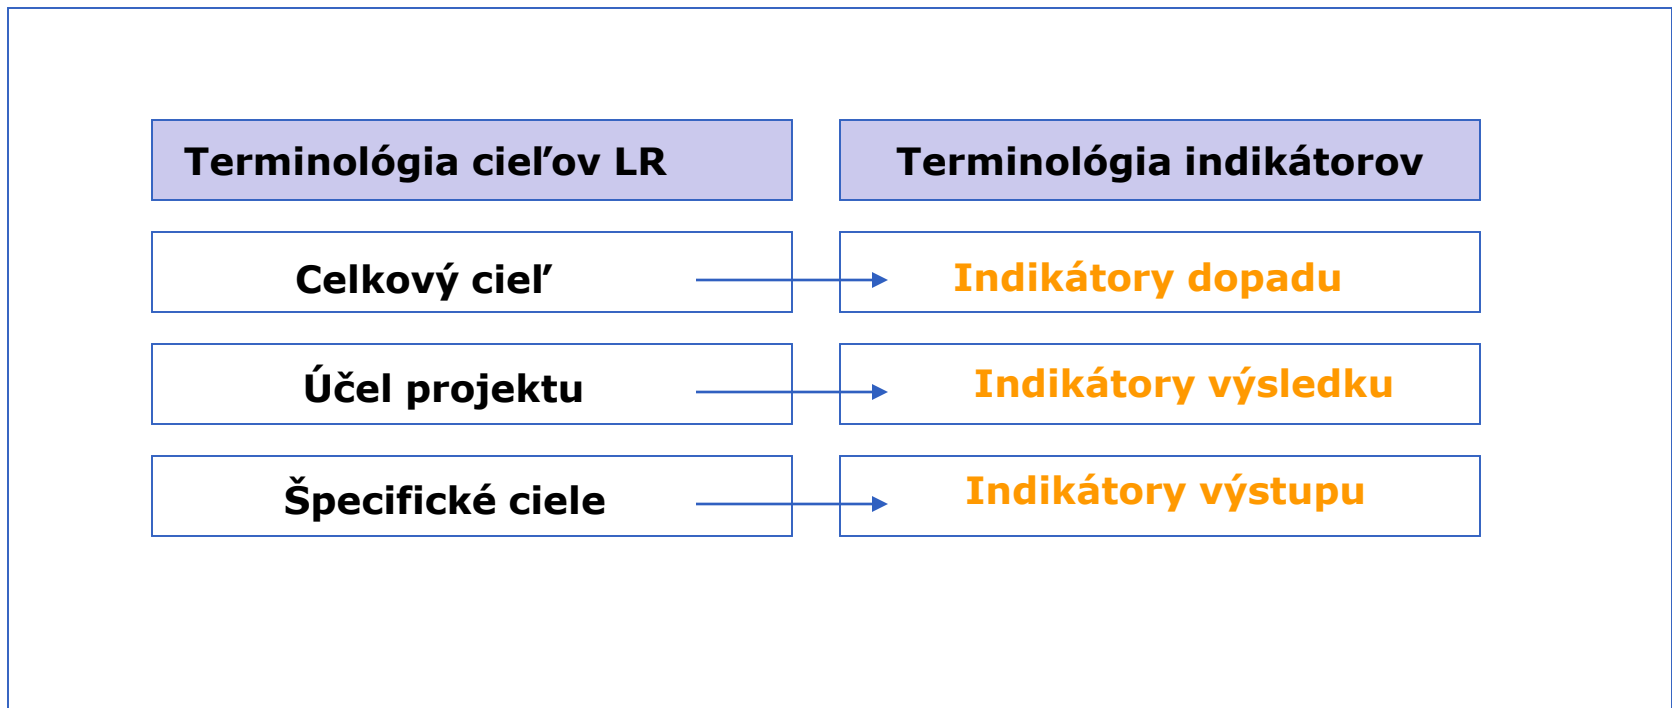 Terminológia cieľov LR
Terminológia indikátorov
Celkový cieľ
Indikátory dopadu
Účel projektu
Indikátory výsledku
Špecifické ciele
Indikátory výstupu